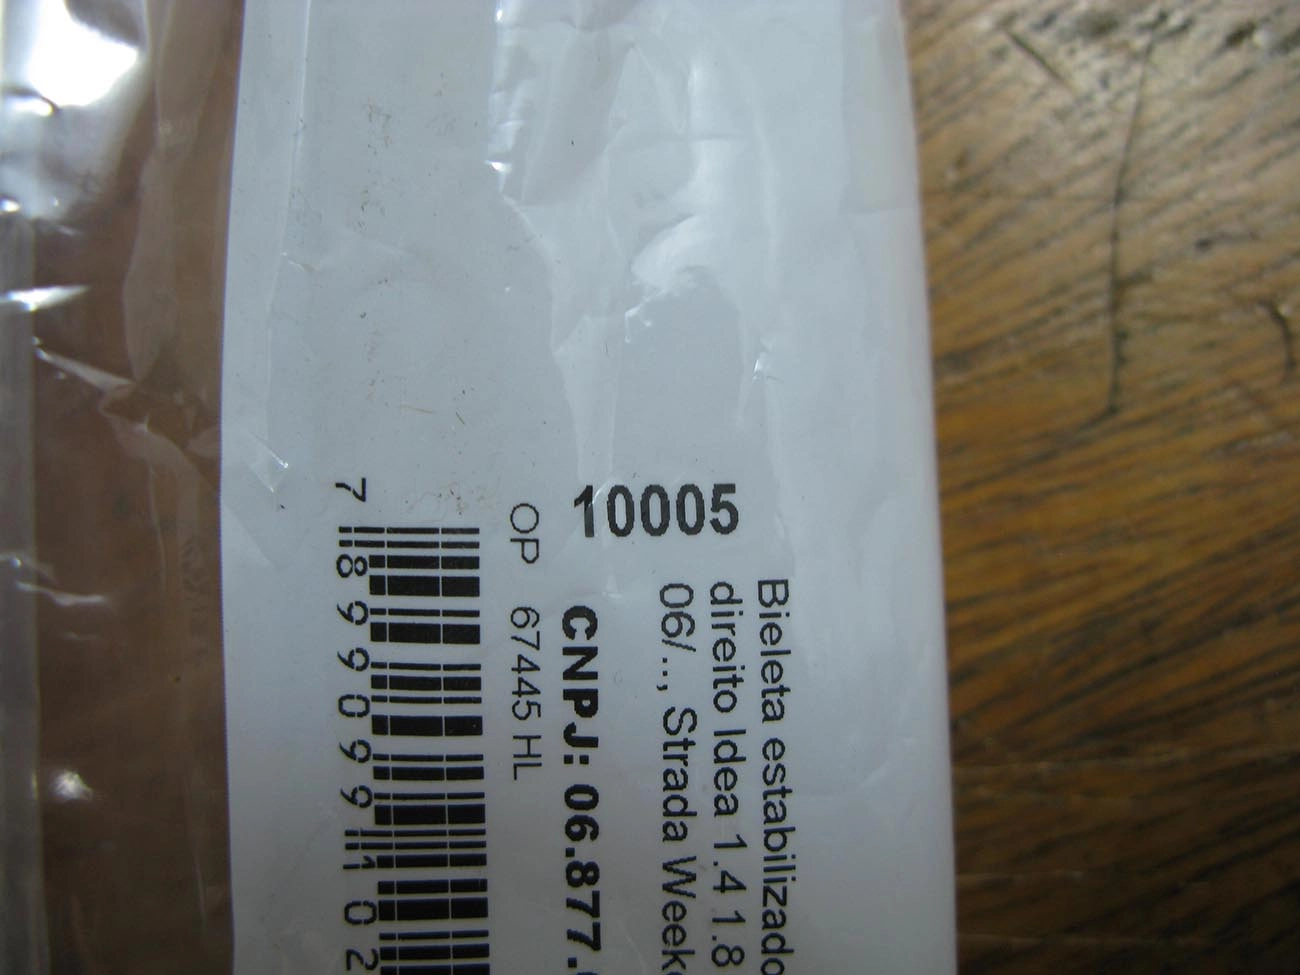 10005
Bieleta estabilizado
direito Idea 1.4 1.8
06/.., Strada Week
CNPJ: 06.877.
OP 67445 HL
7 899099 102